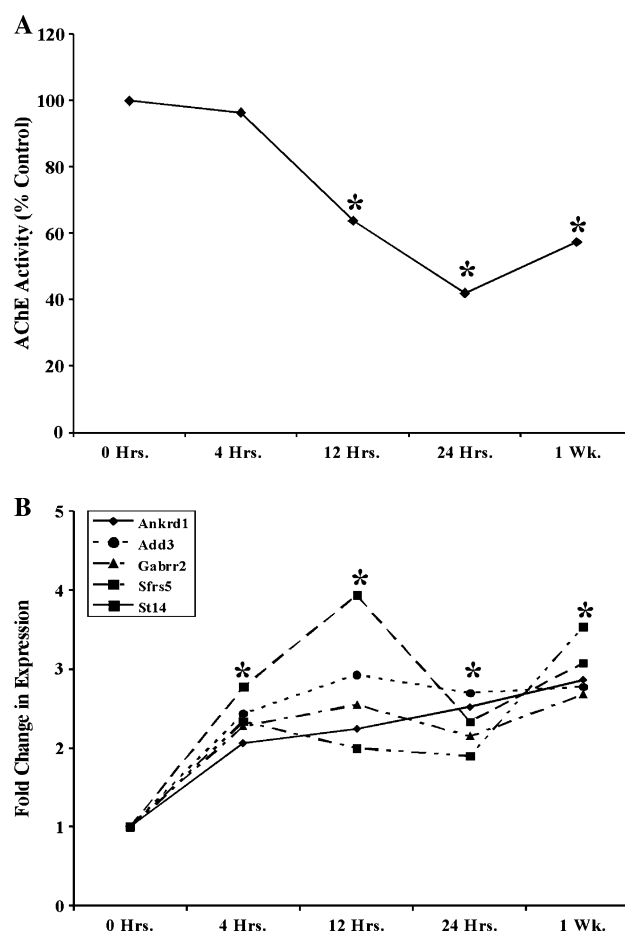 A
120
100
80
60
40
20
0
AChE Activity (% Control)
0 Hrs. 4 Hrs. 12 Hrs. 24 Hrs. 1 Wk.
*
*
*
B
5
4
3
2
1
0
Fold Change in Expression
Ankrd1
Add3
Gabrr2
Sfrs5
St14
*
*
*
*
0 Hrs. 4 Hrs. 12 Hrs. 24 Hrs. 1 Wk.